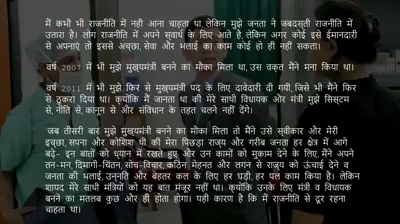 में कभी भी राजनीति में नही आना चाहता था,लेकिन मुझे जनता ने जबदस्ती राजनीति में
उतारा है। लोग राजनीति में अपने स्वार्थ के लिए आते है,लेकिन अगर कोई इसे ईमानदारी
से अपनाऐ तो इससे अच्छा,सेवा और भलाई का काम कोई हो ही नहीं सकता।
वर्ष 2007 में भी मुझे मुख्यमंत्री बनने का मोका मिला था,उस वक्त मैंने मना किया था।
वर्ष 2011 में भी मुझे फिर से मुख्यमंत्री पद के लिए दावेदारी दी गयी,जिसे भी मैंने फिर
से ठुकरा दिया था। क्योंकि मैं जानता था की मेरे साथी विधायक और मंत्री मुझे सिस्टम
से,नीति से,कानून से और संविधान के तहत चलने नहीं देंगे।
जब तीसरी बार मुझे मुख्यमंत्री बनने का मोका मिला तो मैंने उसे स्वीकार और मेरी
इच्छा,सपना और कोशिश थी की मेरा पिछड़ा राज्य और गरीब जनता हर क्षेत्र में आगे
बढ़े- इन बातों को ध्यान में रखते हुए और उन कामों को मुकाम देने के लिए,मैंने अपने
तन-मन दिमागी-चिंतन,सोच-विचार,कठिन मेहनत और लगन से राज्य को ऊंचाई देने व
जनता की भलाई,उन्नति और बेहतर कल के लिए हर घड़ी,हर पल काम किया है। लेकिन
शायद मेरे साथी मंत्रियों को यह बात मंजूर नहीं था। क्योंकि उनके लिए मंत्री व विधायक
बनने का मतलब कुछ और ही होता होगा। यही कारण है कि मैं राजनीति से दूर रहना
चाहता था।